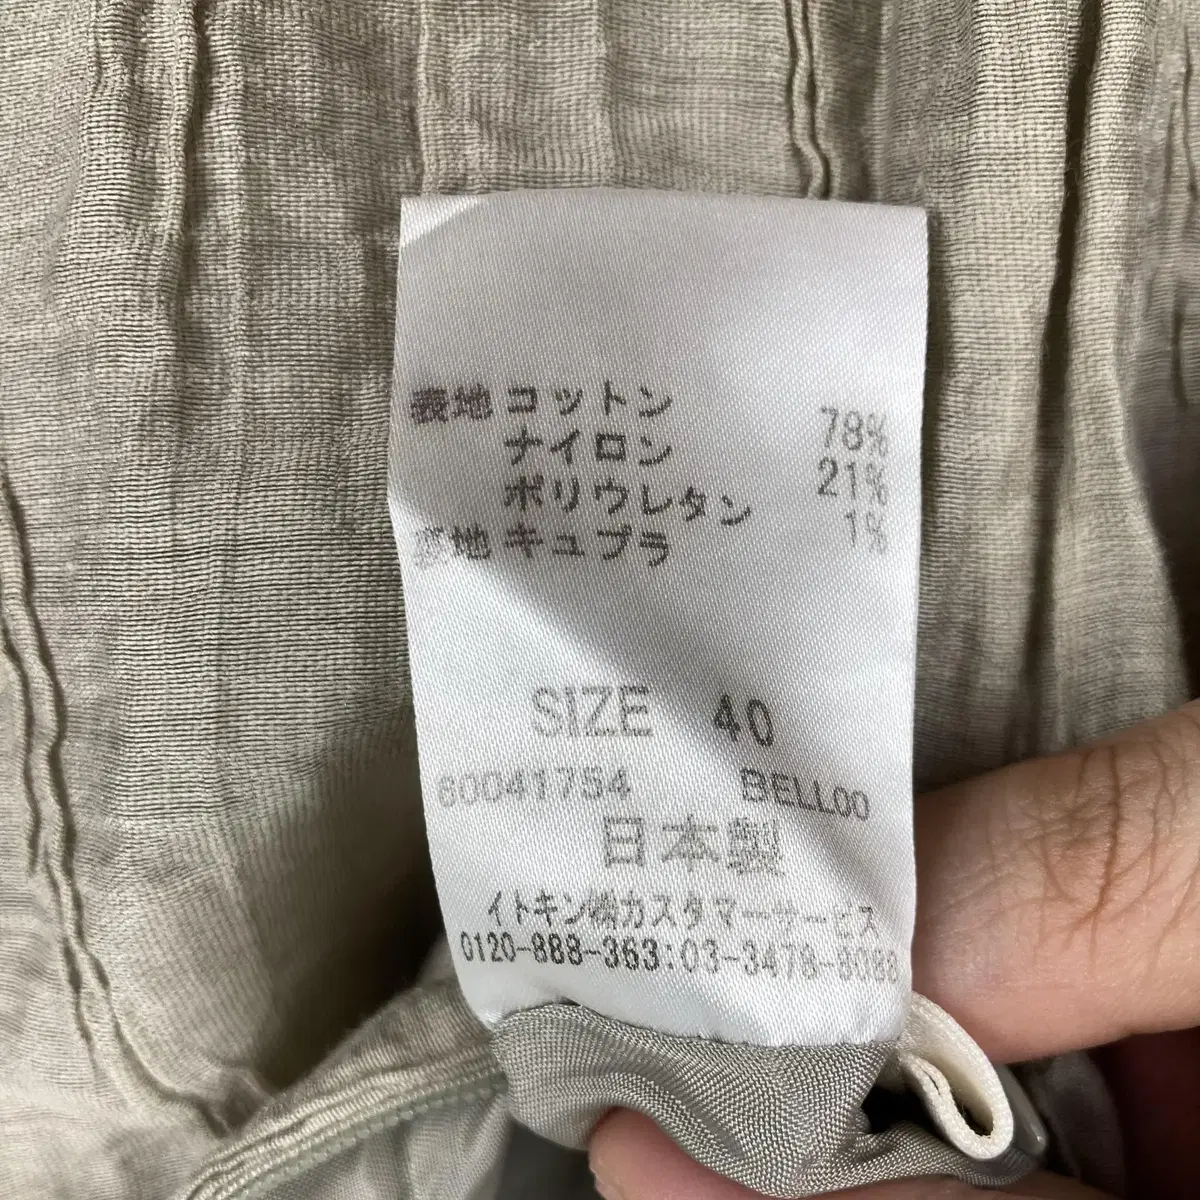 表地 コットン 78%
ナイロン 21%
ポリウレタン 1%
裏地 キュプラ
SIZE 40
60041754 BELLOO
日本製
イトキン㈱カスタマーサービス
0120-888-363:03-3478-8088